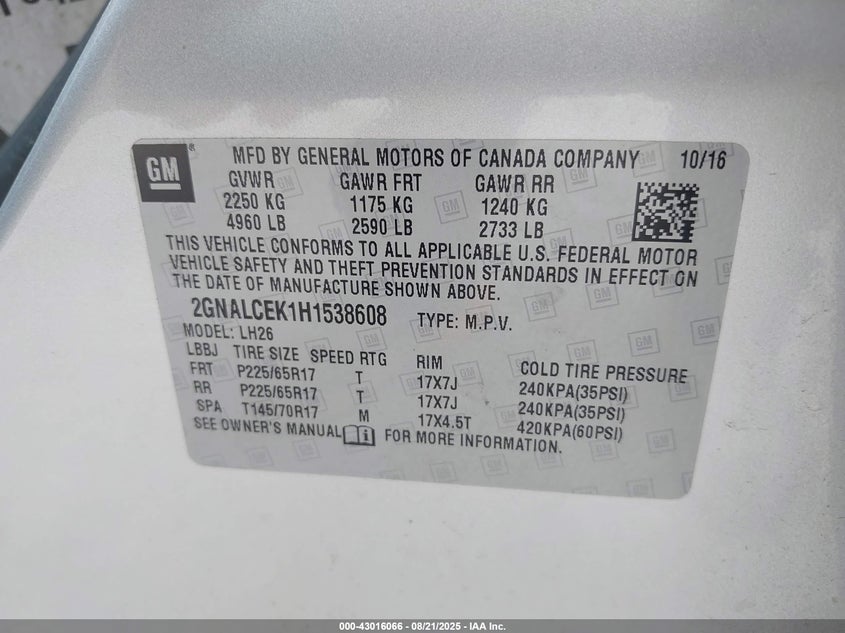 GM
MFD BY GENERAL MOTORS OF CANADA COMPANY 10/16
GVWR GAWR FRT GAWR RR
2250 KG 1175 KG 1240 KG
4960 LB 2590 LB 2733 LB
THIS VEHICLE CONFORMS TO ALL APPLICABLE U.S. FEDERAL MOTOR
VEHICLE SAFETY AND THEFT PREVENTION STANDARDS IN EFFECT ON
THE DATE OF MANUFACTURE SHOWN ABOVE.
2GNALCEK1H1538608 TYPE: M.P.V.
MODEL: LH26
LBBJ TIRE SIZE SPEED RTG RIM COLD TIRE PRESSURE
FRT P225/65R17 T 17X7J 240KPA(35PSI)
RR P225/65R17 T 17X7J 240KPA(35PSI)
SPA T145/70R17 M 17X4.5T 420KPA(60PSI)
SEE OWNER'S MANUAL FOR MORE INFORMATION.
000-43016066 - 08/21/2025 - IAA Inc.